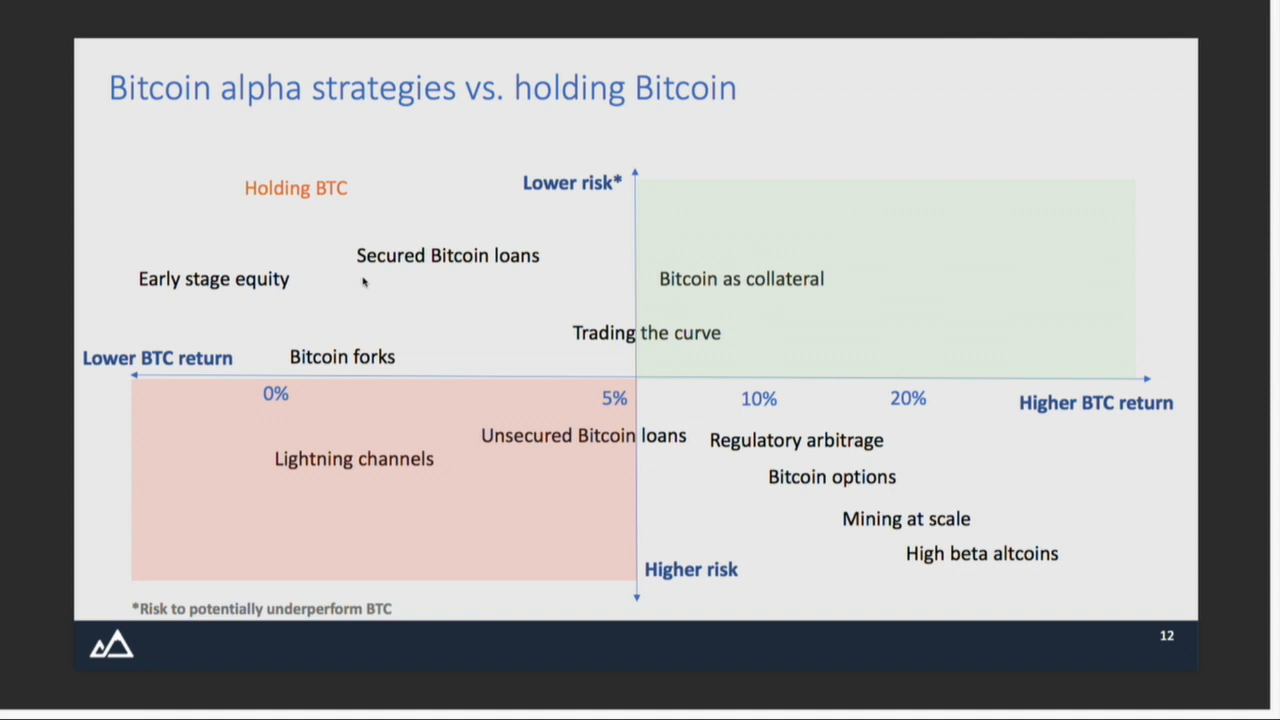 Bitcoin alpha strategies vs. holding Bitcoin
Holding BTC
Lower risk*
Secured Bitcoin loans
Early stage equity
Bitcoin as collateral
Trading the curve
Lower BTC return
Bitcoin forks
0%
5%
10%
20%
Higher BTC return
Unsecured Bitcoin loans
Regulatory arbitrage
Lightning channels
Bitcoin options
Mining at scale
High beta altcoins
Higher risk
*Risk to potentially underperform BTC
12